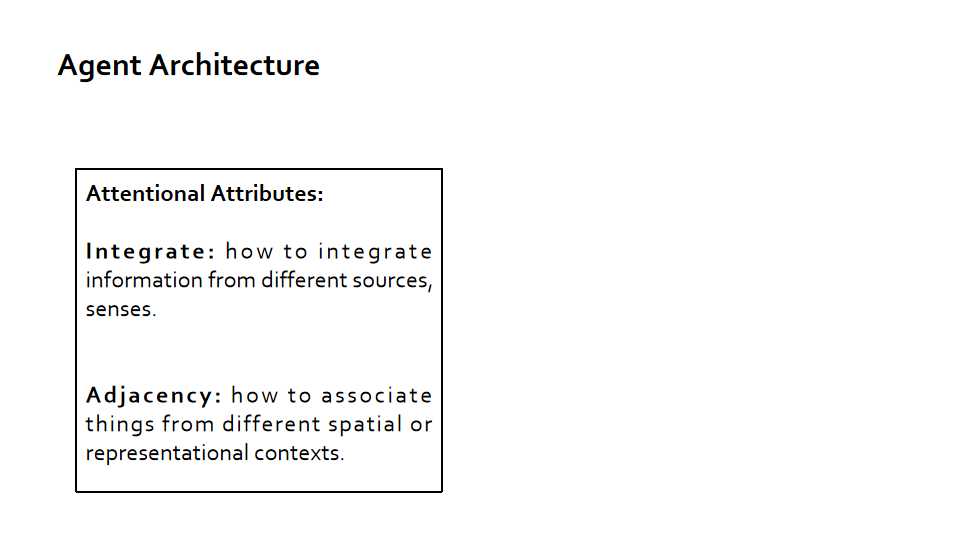 Agent Architecture
Attentional Attributes:
Integrate: how to integrate
information from different sources,
senses.
Adjacency: how to associate
things from different spatial or
representational contexts.